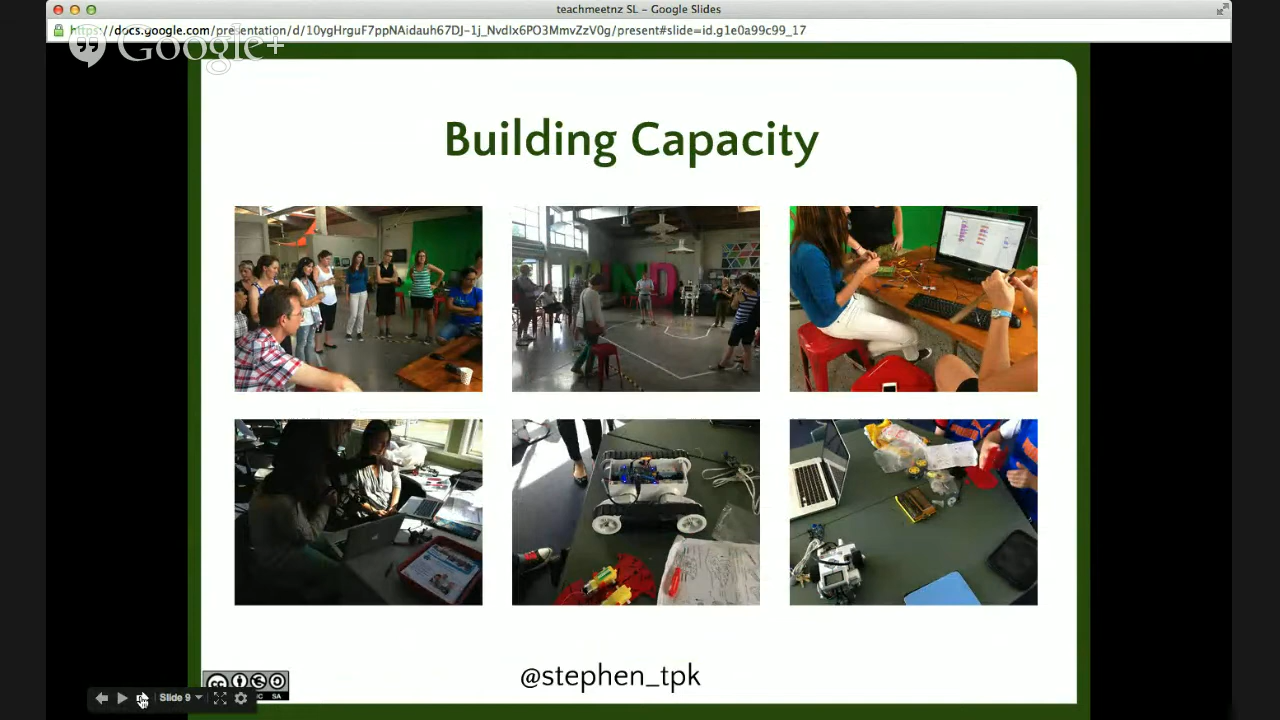 teachmeetnz SL – Google Slides
https://docs.google.com/presentation/d/10ygHrguF7ppNAidauh67DJ-1j_NvdIx6PO3MmvZzV0g/present#slide=id.g1e0a99c99_17
Google+
Building Capacity
@stephen_tpk
Slide 9